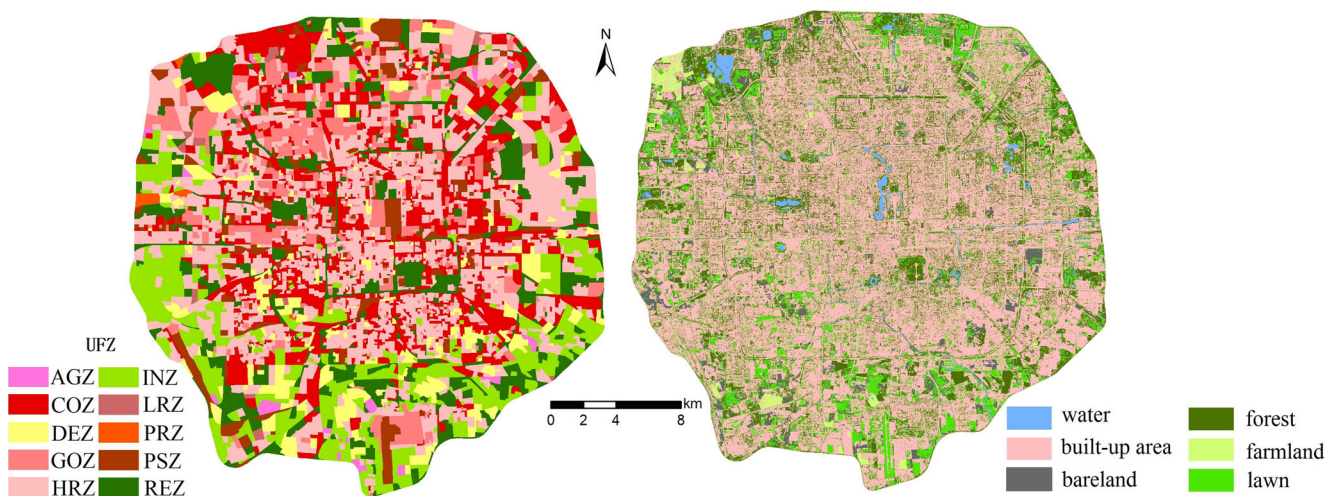 N
UFZ
AGZ INZ
COZ LRZ
DEZ PRZ
GOZ PSZ
HRZ REZ
km
0 2 4 8
water forest
built-up area farmland
bareland lawn